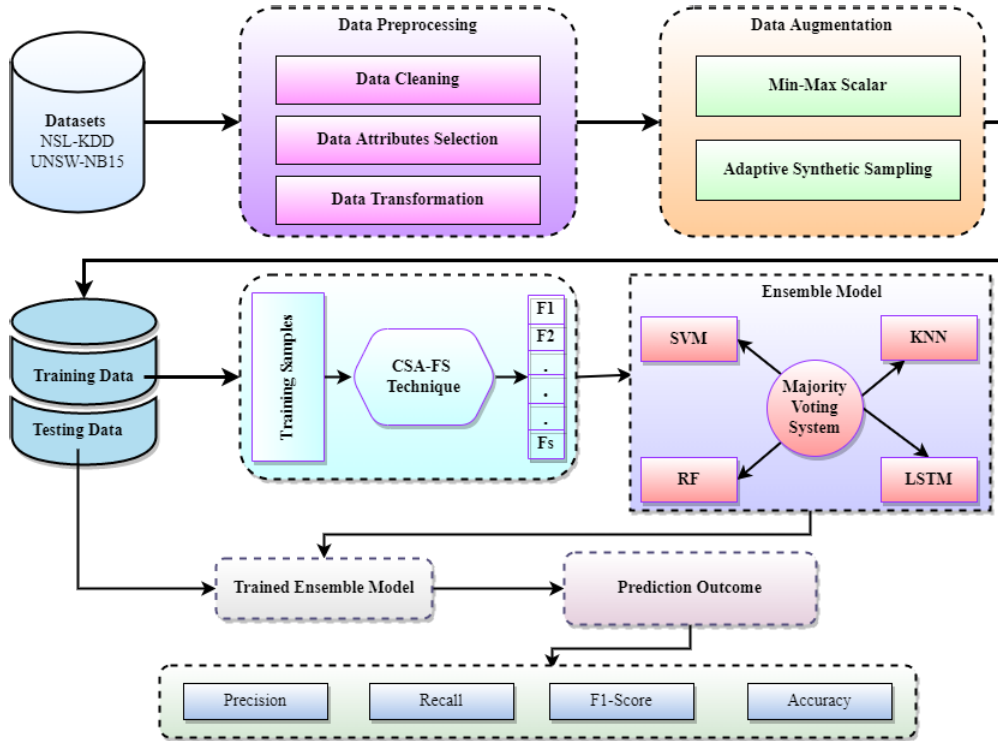 Data Preprocessing
Data Augmentation
Datasets
NSL-KDD
UNSW-NB15
Data Cleaning
Data Attributes Selection
Data Transformation
Min-Max Scalar
Adaptive Synthetic Sampling
Training Data
Testing Data
Training Samples
CSA-FS
Technique
F1
F2
.
.
.
Fs
Ensemble Model
SVM
KNN
Majority
Voting
System
RF
LSTM
Trained Ensemble Model
Prediction Outcome
Precision
Recall
F1-Score
Accuracy